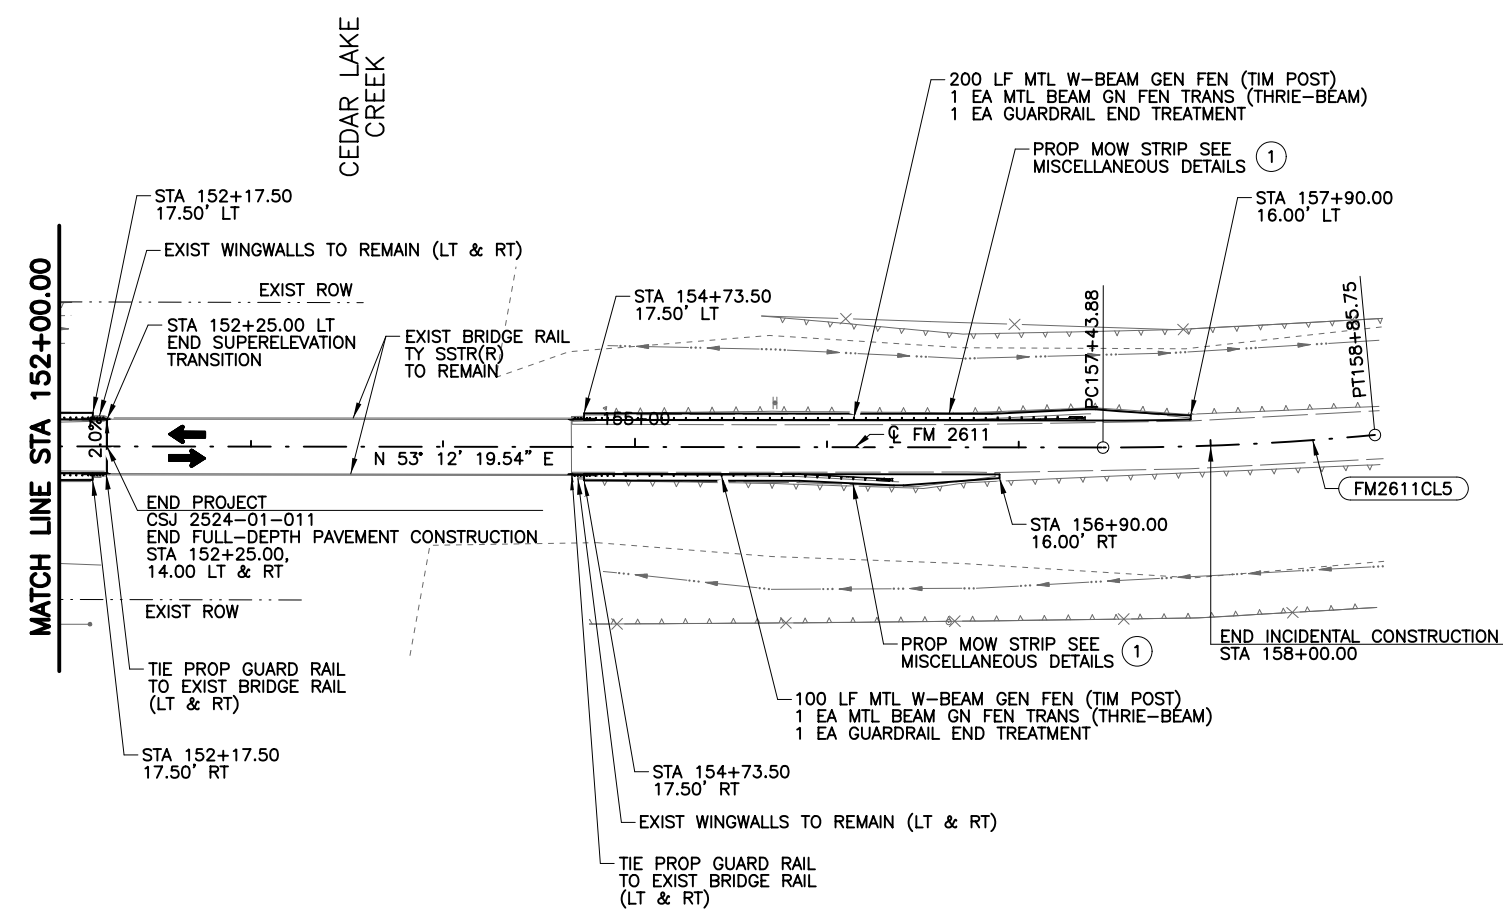 CEDAR LAKE
CREEK
200 LF MTL W-BEAM GEN FEN (TIM POST)
1 EA MTL BEAM GN FEN TRANS (THRIE-BEAM)
1 EA GUARDRAIL END TREATMENT
PROP MOW STRIP SEE
MISCELLANEOUS DETAILS
1
STA 152+17.50
17.50' LT
STA 157+90.00
16.00' LT
EXIST WINGWALLS TO REMAIN (LT & RT)
EXIST ROW
STA 154+73.50
17.50' LT
STA 152+25.00 LT
END SUPERELEVATION
TRANSITION
EXIST BRIDGE RAIL
TY SSTR(R)
TO REMAIN
MATCH LINE STA 152+00.00
PC157+43.88
PT158+85.75
2.0%
155+00
℄ FM 2611
N 53° 12' 19.54" E
FM2611CL5
END PROJECT
CSJ 2524-01-011
END FULL-DEPTH PAVEMENT CONSTRUCTION
STA 152+25.00,
14.00 LT & RT
STA 156+90.00
16.00' RT
EXIST ROW
END INCIDENTAL CONSTRUCTION
STA 158+00.00
PROP MOW STRIP SEE
MISCELLANEOUS DETAILS
1
TIE PROP GUARD RAIL
TO EXIST BRIDGE RAIL
(LT & RT)
100 LF MTL W-BEAM GEN FEN (TIM POST)
1 EA MTL BEAM GN FEN TRANS (THRIE-BEAM)
1 EA GUARDRAIL END TREATMENT
STA 152+17.50
17.50' RT
STA 154+73.50
17.50' RT
EXIST WINGWALLS TO REMAIN (LT & RT)
TIE PROP GUARD RAIL
TO EXIST BRIDGE RAIL
(LT & RT)